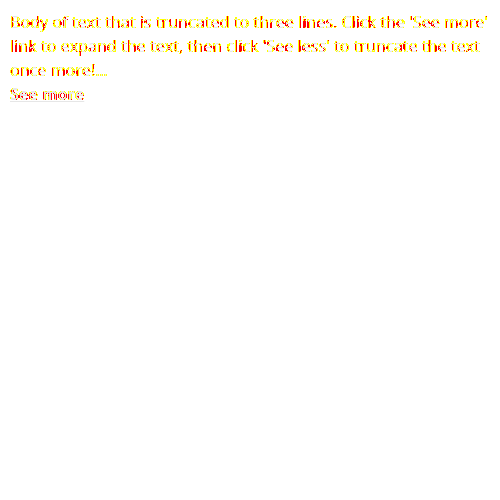 Body of text that is truncated to three lines. Click the 'See more'
link to expand the text, then click 'See less' to truncate the text
once more!...
See more